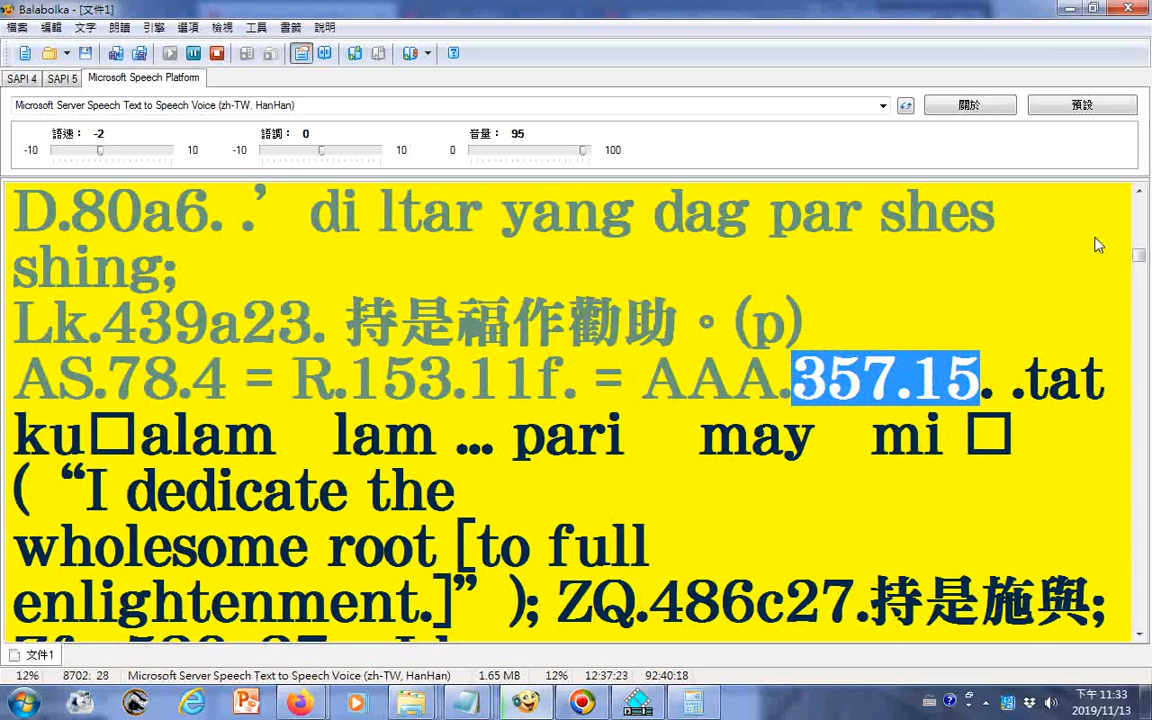 Balabolka - [文件1]
檔案 編輯 文字 朗讀 引擎 選項 檢視 工具 書籤 說明
SAPI 4 SAPI 5 Microsoft Speech Platform
Microsoft Server Speech Text to Speech Voice (zh-TW, HanHan) 關於 預設
語速： -2 語調： 0 音量： 95
-10 10 -10 10 0 100
D.80a6. .’ di ltar yang dag par shes
shing;
Lk.439a23. 持是福作勸助。(p)
AS.78.4 = R.153.11f. = AAA.357.15. .tat
ku□alam lam ... pari may mi □
(“I dedicate the
wholesome root [to full
enlightenment.]”); ZQ.486c27.持是施與;
文件1
12% 8702: 28 Microsoft Server Speech Text to Speech Voice (zh-TW, HanHan) 1.65 MB 12% 12:37:23 92:40:18
下午 11:33
2019/11/13